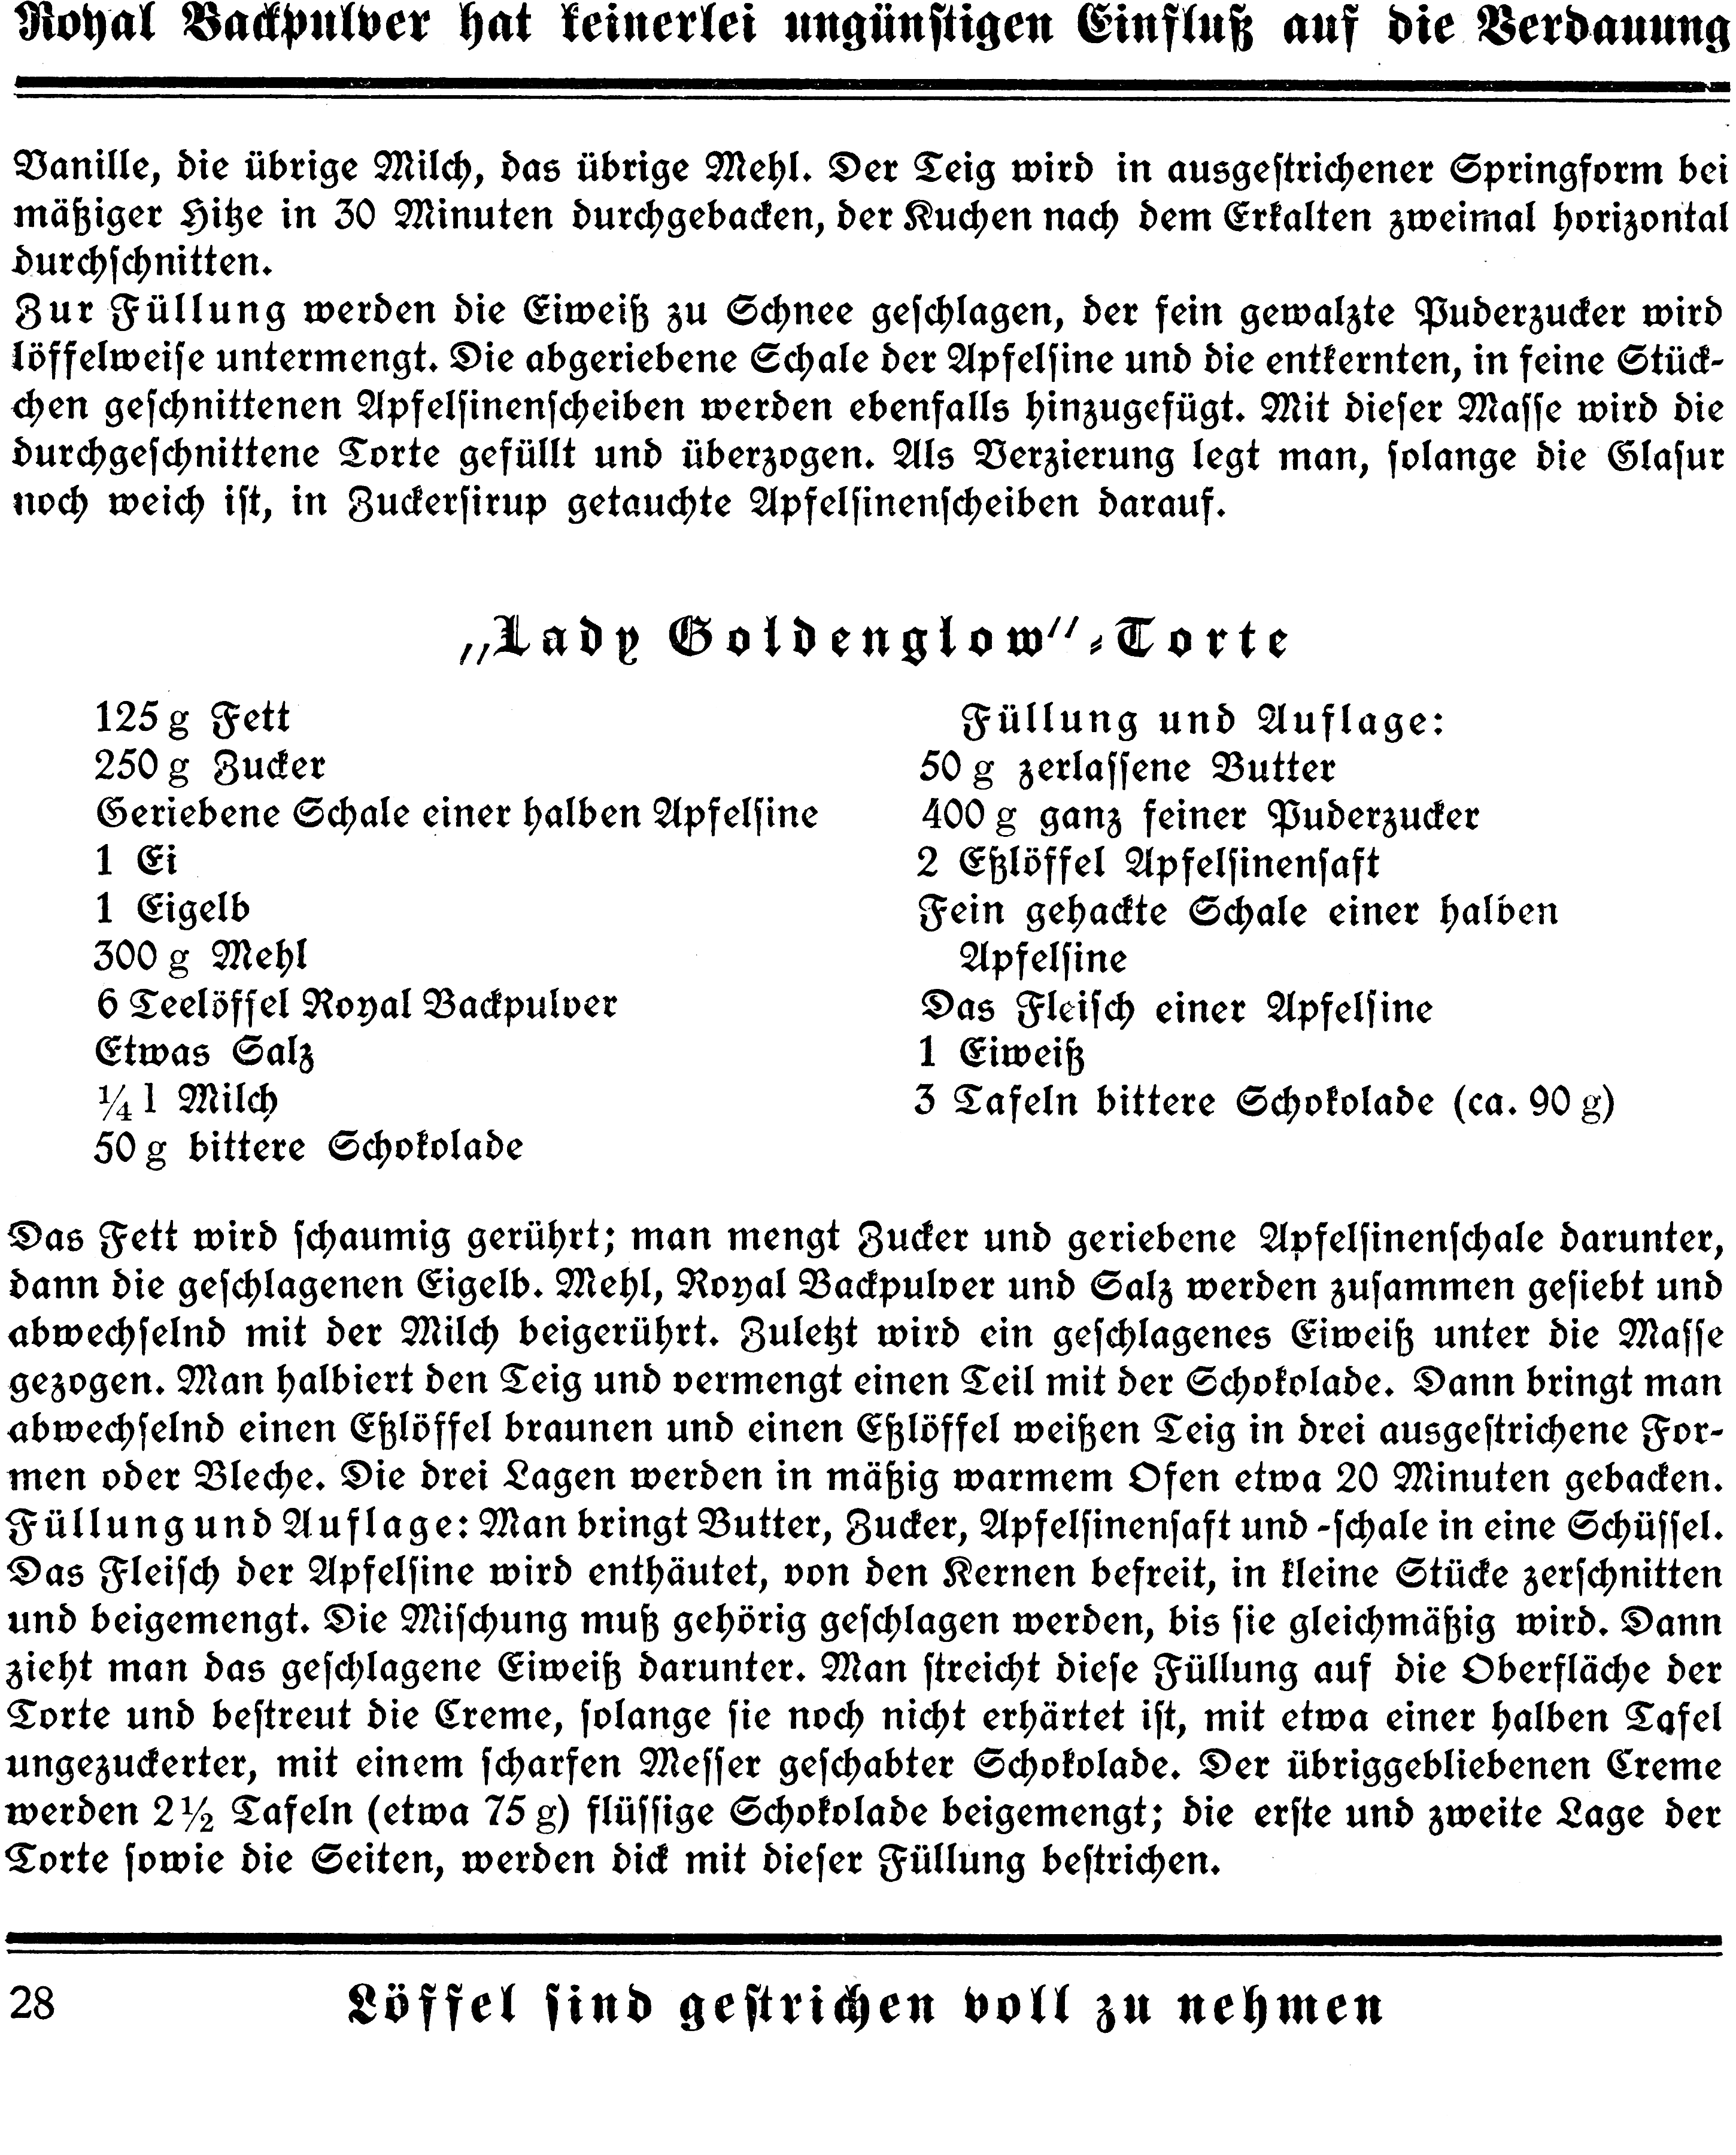 Royal Backpulver hat keinerlei ungünstigen Einfluß auf die Verdauung
Vanille, die übrige Milch, das übrige Mehl. Der Teig wird in ausgestrichener Springform bei
mäßiger Hitze in 30 Minuten durchgebacken, der Kuchen nach dem Erkalten zweimal horizontal
durchschnitten.
Zur Füllung werden die Eiweiß zu Schnee geschlagen, der fein gewalzte Puderzucker wird
löffelweise untermengt. Die abgeriebene Schale der Apfelsine und die entkernten, in feine Stück-
chen geschnittenen Apfelsinenscheiben werden ebenfalls hinzugefügt. Mit dieser Masse wird die
durchgeschnittene Torte gefüllt und überzogen. Als Verzierung legt man, solange die Glasur
noch weich ist, in Zuckersirup getauchte Apfelsinenscheiben darauf.
„Lady Goldenglow"-Torte
125 g Fett
250 g Zucker
Geriebene Schale einer halben Apfelsine
1 Ei
1 Eigelb
300 g Mehl
6 Teelöffel Royal Backpulver
Etwas Salz
¼ l Milch
50 g bittere Schokolade
Füllung und Auflage:
50 g zerlassene Butter
400 g ganz feiner Puderzucker
2 Eßlöffel Apfelsinensaft
Fein gehackte Schale einer halben
Apfelsine
Das Fleisch einer Apfelsine
1 Eiweiß
3 Tafeln bittere Schokolade (ca. 90 g)
Das Fett wird schaumig gerührt; man mengt Zucker und geriebene Apfelsinenschale darunter,
dann die geschlagenen Eigelb. Mehl, Royal Backpulver und Salz werden zusammen gesiebt und
abwechselnd mit der Milch beigerührt. Zuletzt wird ein geschlagenes Eiweiß unter die Masse
gezogen. Man halbiert den Teig und vermengt einen Teil mit der Schokolade. Dann bringt man
abwechselnd einen Eßlöffel braunen und einen Eßlöffel weißen Teig in drei ausgestrichene For-
men oder Bleche. Die drei Lagen werden in mäßig warmem Ofen etwa 20 Minuten gebacken.
Füllung und Auflage: Man bringt Butter, Zucker, Apfelsinensaft und -schale in eine Schüssel.
Das Fleisch der Apfelsine wird enthäutet, von den Kernen befreit, in kleine Stücke zerschnitten
und beigemengt. Die Mischung muß gehörig geschlagen werden, bis sie gleichmäßig wird. Dann
zieht man das geschlagene Eiweiß darunter. Man streicht diese Füllung auf die Oberfläche der
Torte und bestreut die Creme, solange sie noch nicht erhärtet ist, mit etwa einer halben Tafel
ungezuckerter, mit einem scharfen Messer geschabter Schokolade. Der übriggebliebenen Creme
werden 2½ Tafeln (etwa 75 g) flüssige Schokolade beigemengt; die erste und zweite Lage der
Torte sowie die Seiten, werden dick mit dieser Füllung bestrichen.
28 Löffel sind gestrichen voll zu nehmen